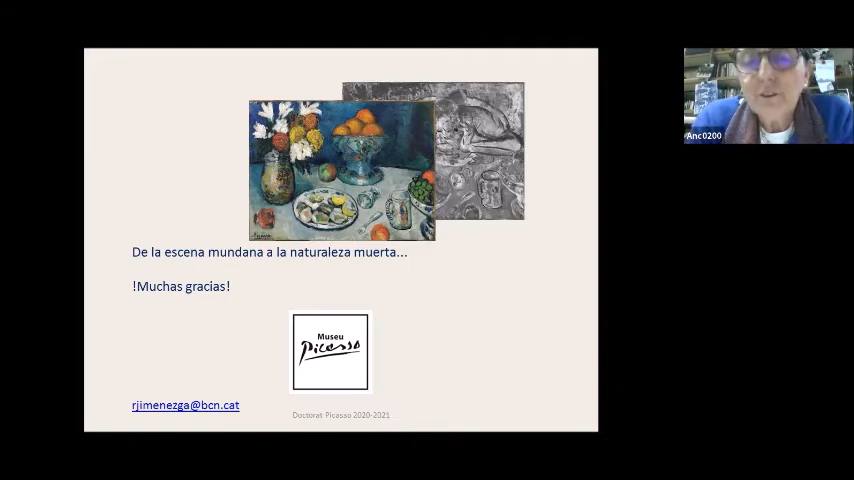 De la escena mundana a la naturaleza muerta...
!Muchas gracias!
Museu
Picasso
rjimenezga@bcn.cat
Doctorat Picasso 2020-2021
Anc0200